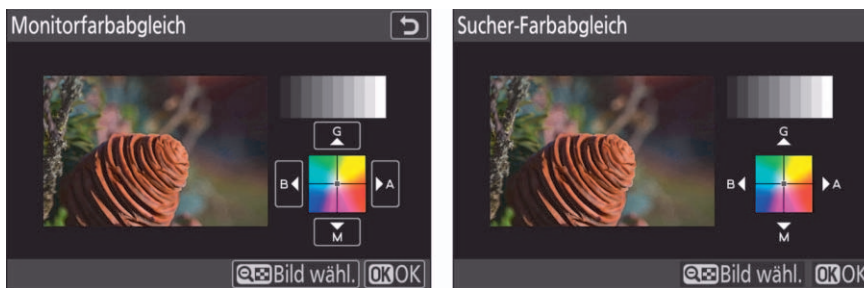 Monitorfarbabgleich
G
B A
M
Bild wähl. OK OK
Sucher-Farbabgleich
G
B A
M
Bild wähl. OK OK